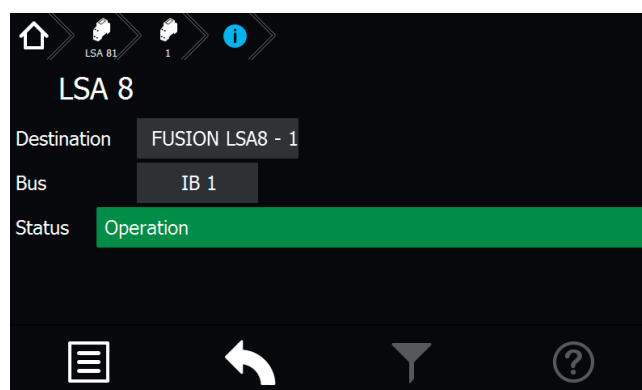 LSA 81
1
i
LSA 8
Destination FUSION LSA8 - 1
Bus IB 1
Status Operation
?